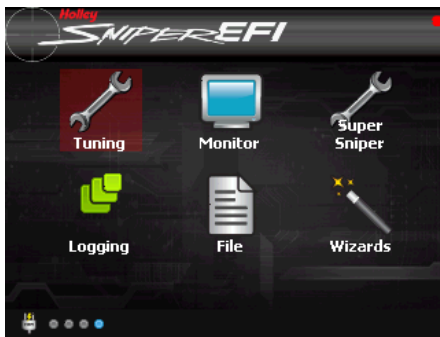 Holley
SNIPER EFI
Tuning
Monitor
Super
Sniper
Logging
File
Wizards